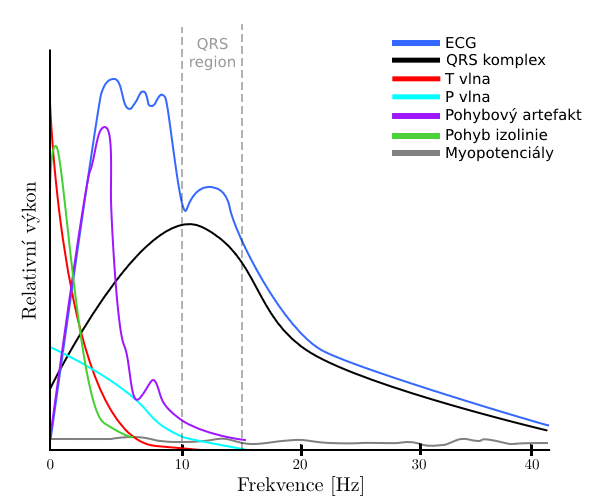 QRS
region
ECG
QRS komplex
T vlna
P vlna
Pohybový artefakt
Pohyb izolinie
Myopotenciály
Relativní výkon
0
10
20
30
40
Frekvence [Hz]